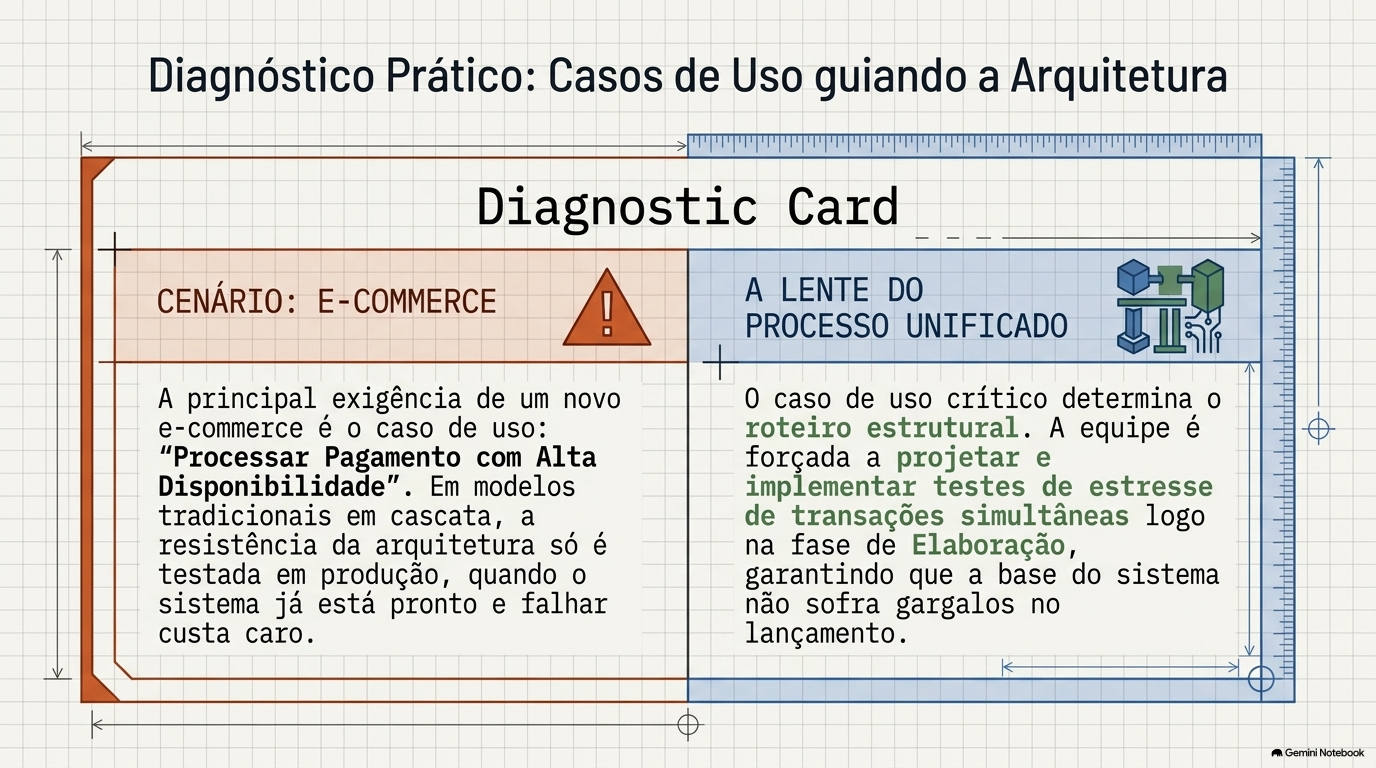 Diagnóstico Prático: Casos de Uso guiando a Arquitetura
Diagnostic Card
CENÁRIO: E-COMMERCE
A principal exigência de um novo
e-commerce é o caso de uso:
“Processar Pagamento com Alta
Disponibilidade”. Em modelos
tradicionais em cascata, a
resistência da arquitetura só é
testada em produção, quando o
sistema já está pronto e falhar
custa caro.
A LENTE DO
PROCESSO UNIFICADO
O caso de uso crítico determina o
roteiro estrutural. A equipe é
forçada a projetar e
implementar testes de estresse
de transações simultâneas logo
na fase de Elaboração,
garantindo que a base do sistema
não sofra gargalos no
lançamento.
Gemini Notebook